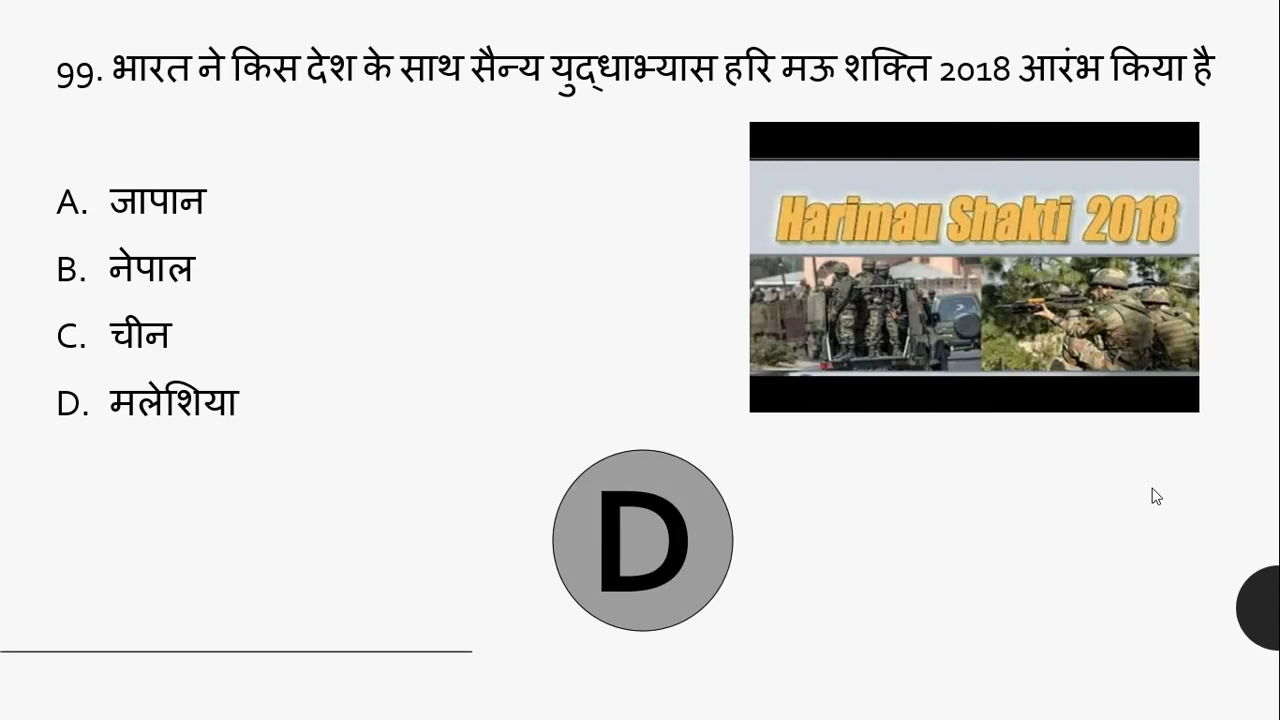 99. भारत ने किस देश के साथ सैन्य युद्धाभ्यास हरि मऊ शक्ति 2018 आरंभ किया है
Harimau Shakti 2018
A. जापान
B. नेपाल
C. चीन
D. मलेशिया
D